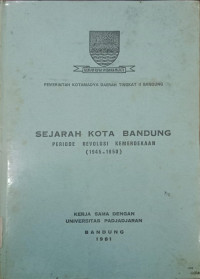 PEMERINTAH KOTAMADYA DAERAH TINGKAT II BANDUNG
SEJARAH KOTA BANDUNG
PERIODE REVOLUSI KEMERDEKAAN
(1945-1950)
KERJA SAMA DENGAN
UNIVERSITAS PADJADJARAN
BANDUNG
1981